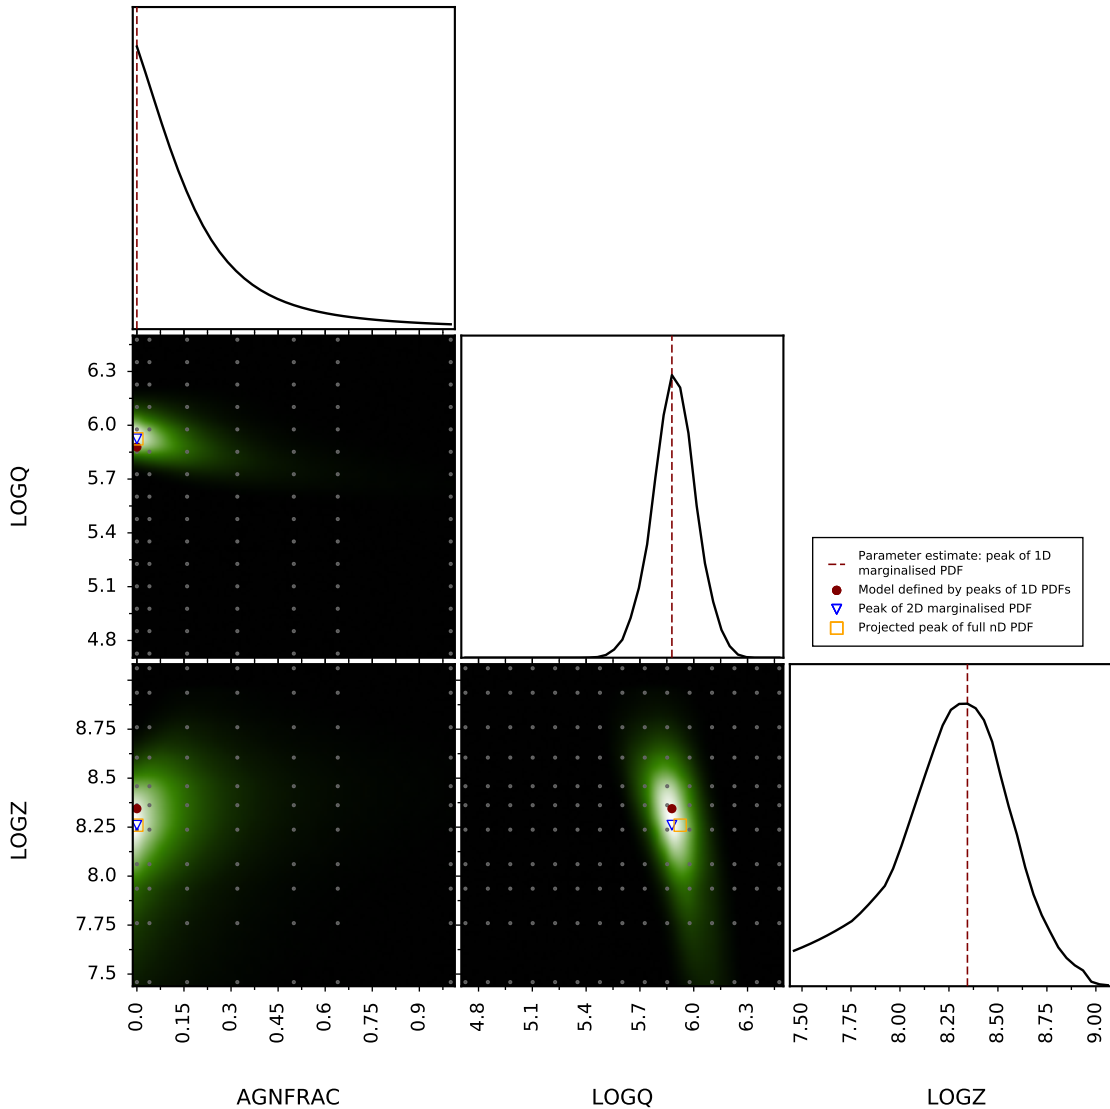 LOGQ
6.3
6.0
5.7
5.4
5.1
4.8
Parameter estimate: peak of 1D
marginalised PDF
Model defined by peaks of 1D PDFs
Peak of 2D marginalised PDF
Projected peak of full nD PDF
LOGZ
8.75
8.5
8.25
8.0
7.75
7.5
0.0 0.15 0.3 0.45 0.6 0.75 0.9
4.8 5.1 5.4 5.7 6.0 6.3
7.50 7.75 8.00 8.25 8.50 8.75 9.00
AGNFRAC
LOGQ
LOGZ